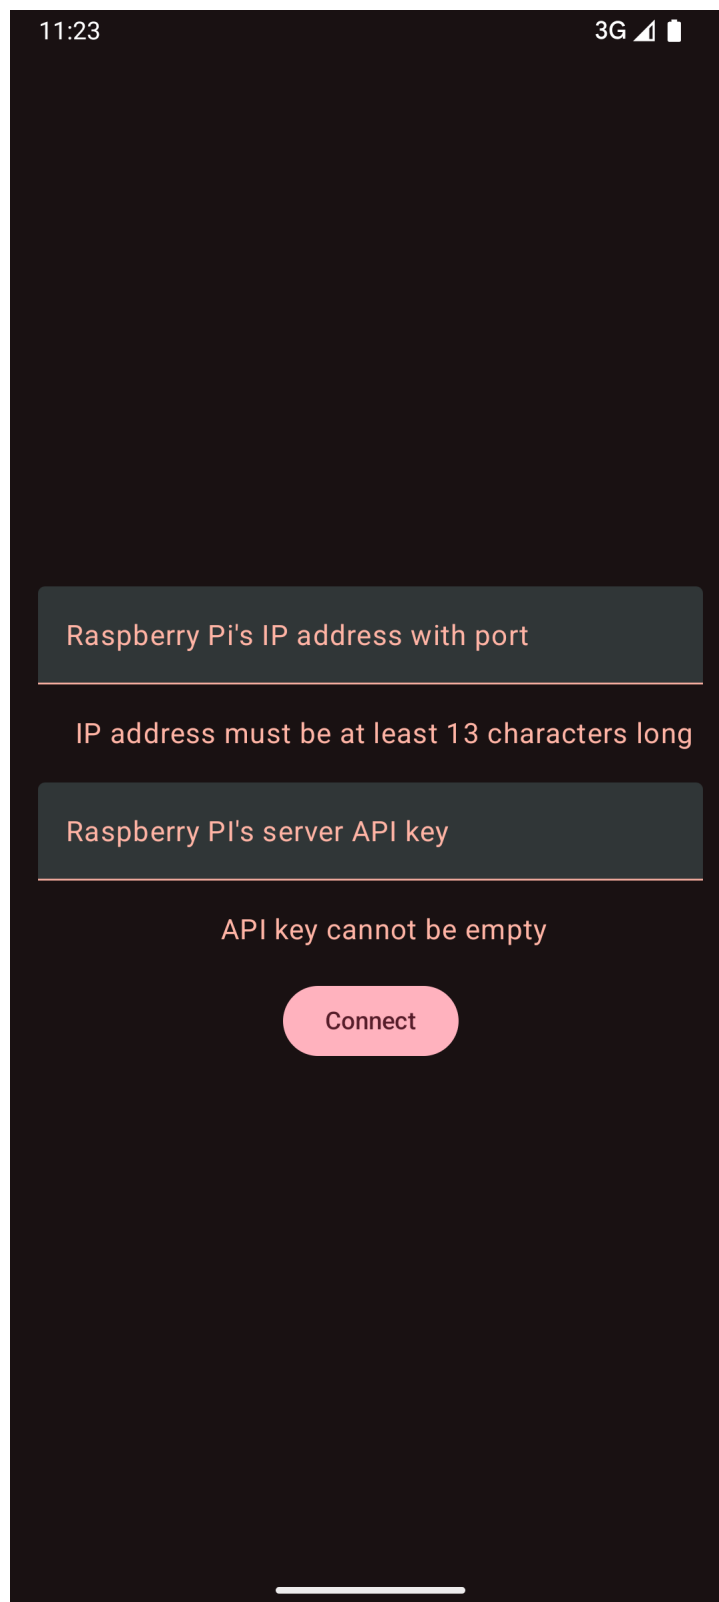 11:23 3G
Raspberry Pi's IP address with port
IP address must be at least 13 characters long
Raspberry PI's server API key
API key cannot be empty
Connect